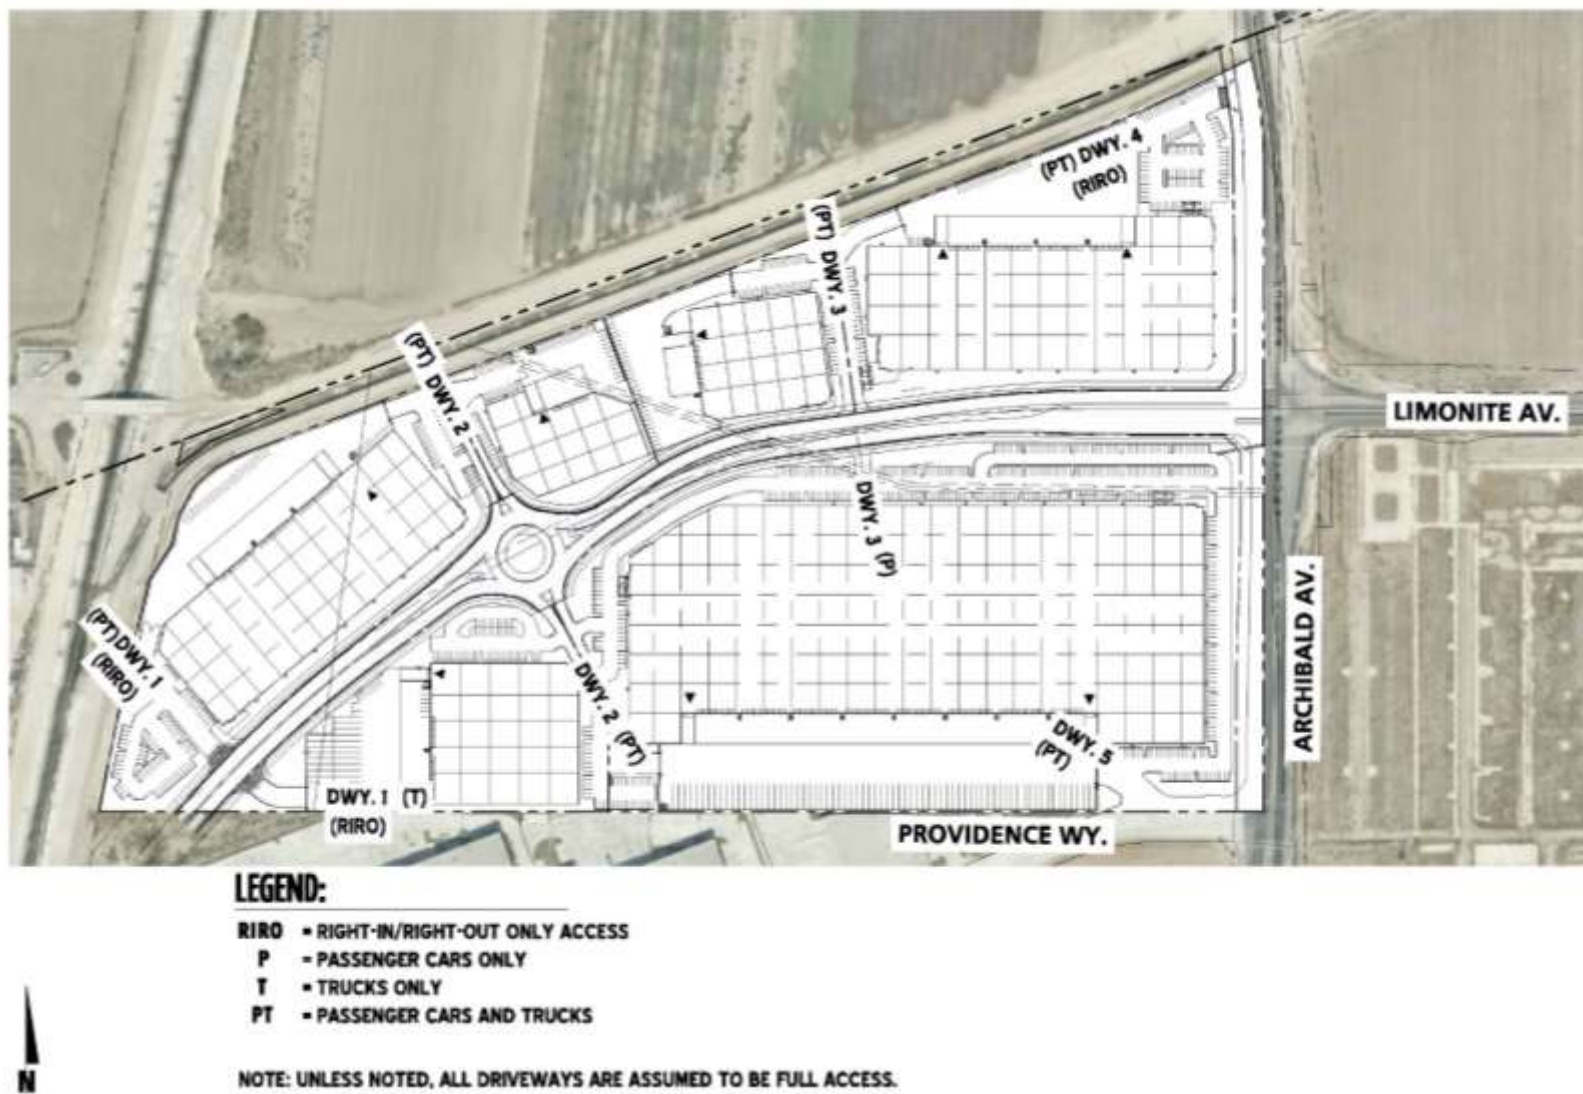 (PT) DWY. 4
(RIRO)
(PT) DWY. 3
(PT) DWY. 2
LIMONITE AV.
DWY. 3 (P)
ARCHIBALD AV.
(PT) DWY. 1
(RIRO)
DWY. 2 (PT)
DWY. 5
(PT)
DWY. 1 (T)
(RIRO)
PROVIDENCE WY.
LEGEND:
RIRO = RIGHT-IN/RIGHT-OUT ONLY ACCESS
P = PASSENGER CARS ONLY
T = TRUCKS ONLY
PT = PASSENGER CARS AND TRUCKS
N
NOTE: UNLESS NOTED, ALL DRIVEWAYS ARE ASSUMED TO BE FULL ACCESS.